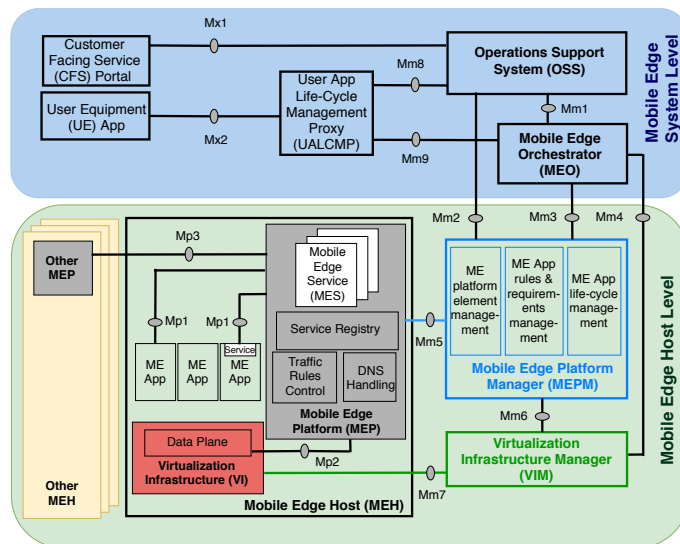 Mx1
Customer
Facing Service
(CFS) Portal
Operations Support
System (OSS)
Mm8
User App
Life-Cycle
Management
Proxy
(UALCMP)
User Equipment
(UE) App
Mx2
Mm1
Mm9
Mobile Edge
Orchestrator
(MEO)
Mobile Edge
System Level
Mm2
Mm3
Mm4
Mp3
Other
MEP
Mobile
Edge
Service
(MES)
Mp1
Mp1
Service Registry
ME
App
ME
App
Service
ME
App
Traffic
Rules
Control
DNS
Handling
Mobile Edge
Platform (MEP)
Mm5
ME
platform
element
manage-
ment
ME App
rules &
require-
ments
manage-
ment
ME App
life-cycle
manage-
ment
Mobile Edge Platform
Manager (MEPM)
Mm6
Data Plane
Virtualization
Infrastructure (VI)
Mp2
Mm7
Virtualization
Infrastructure Manager
(VIM)
Other
MEH
Mobile Edge Host (MEH)
Mobile Edge Host Level